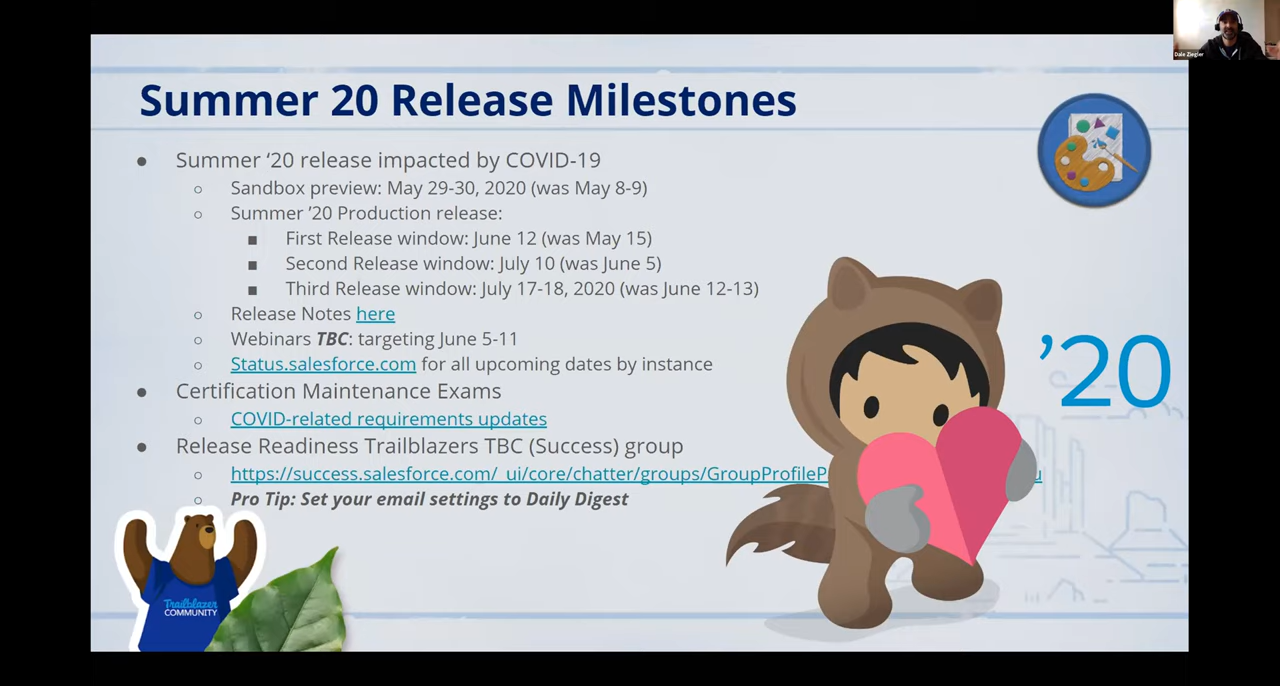 Dale Ziegler
Summer 20 Release Milestones
● Summer ‘20 release impacted by COVID-19
○ Sandbox preview: May 29-30, 2020 (was May 8-9)
○ Summer ’20 Production release:
■ First Release window: June 12 (was May 15)
■ Second Release window: July 10 (was June 5)
■ Third Release window: July 17-18, 2020 (was June 12-13)
○ Release Notes here
○ Webinars TBC: targeting June 5-11
○ Status.salesforce.com for all upcoming dates by instance
● Certification Maintenance Exams
○ COVID-related requirements updates
● Release Readiness Trailblazers TBC (Success) group
○ https://success.salesforce.com/_ui/core/chatter/groups/GroupProfileP
○ Pro Tip: Set your email settings to Daily Digest
’20
Trailblazer
COMMUNITY